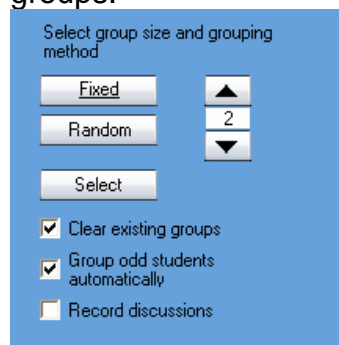 groups.
Select group size and grouping
method
Fixed
2
Random
Select
Clear existing groups
Group odd students
automatically
Record discussions